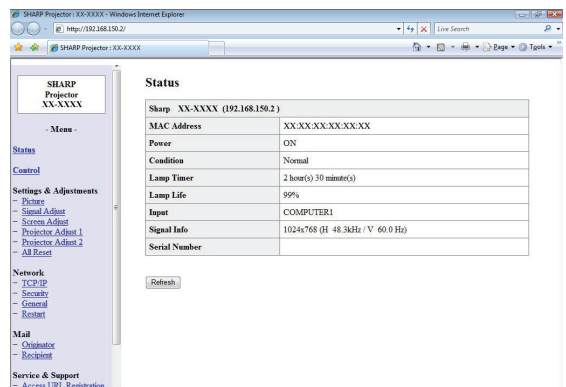 SHARP Projector : XX-XXXX - Windows Internet Explorer
http://192.168.150.2/
Live Search
SHARP Projector : XX-XXXX
Page
Tools
SHARP
Projector
XX-XXXX
- Menu -
Status
Control
Settings & Adjustments
- Picture
- Signal Adjust
- Screen Adjust
- Projector Adjust 1
- Projector Adjust 2
- All Reset
Network
- TCP/IP
- Security
- General
- Restart
Mail
- Originator
- Recipient
Service & Support
- Access URL Registration
Status
Sharp XX-XXXX (192.168.150.2 )
MAC Address XX:XX:XX:XX:XX:XX
Power ON
Condition Normal
Lamp Timer 2 hour(s) 30 minute(s)
Lamp Life 99%
Input COMPUTER1
Signal Info 1024x768 (H 48.3kHz / V 60.0 Hz)
Serial Number
Refresh